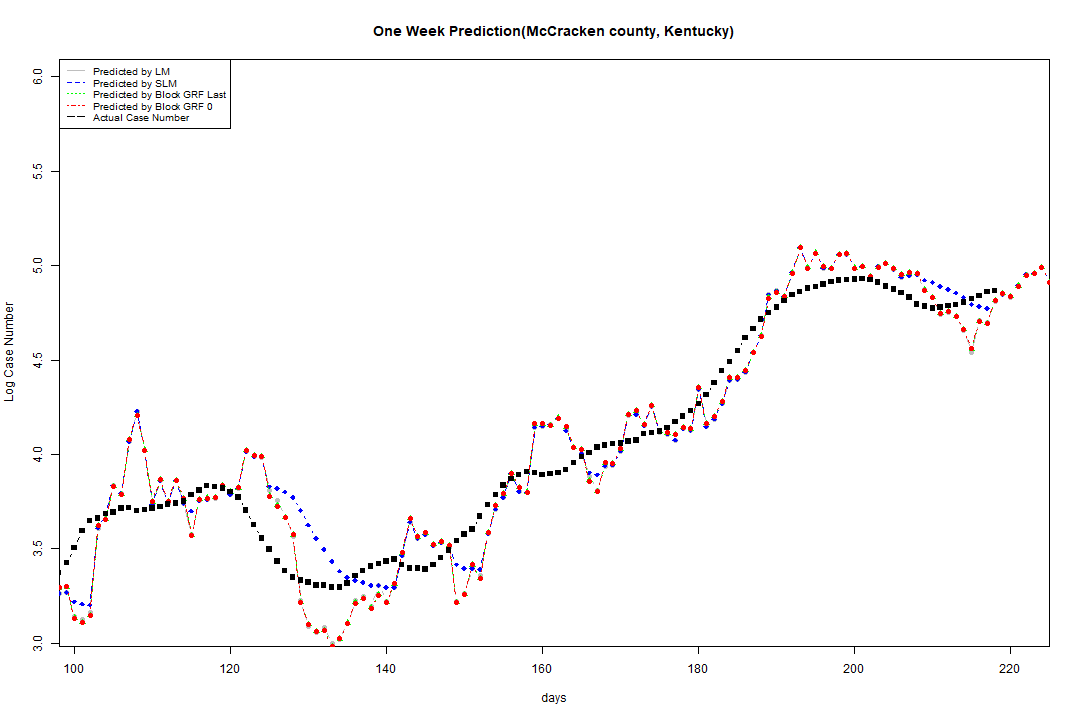 One Week Prediction(McCracken county, Kentucky)
Predicted by LM
Predicted by SLM
Predicted by Block GRF Last
Predicted by Block GRF 0
Actual Case Number
6.0
5.5
5.0
4.5
4.0
3.5
3.0
Log Case Number
100 120 140 160 180 200 220
days